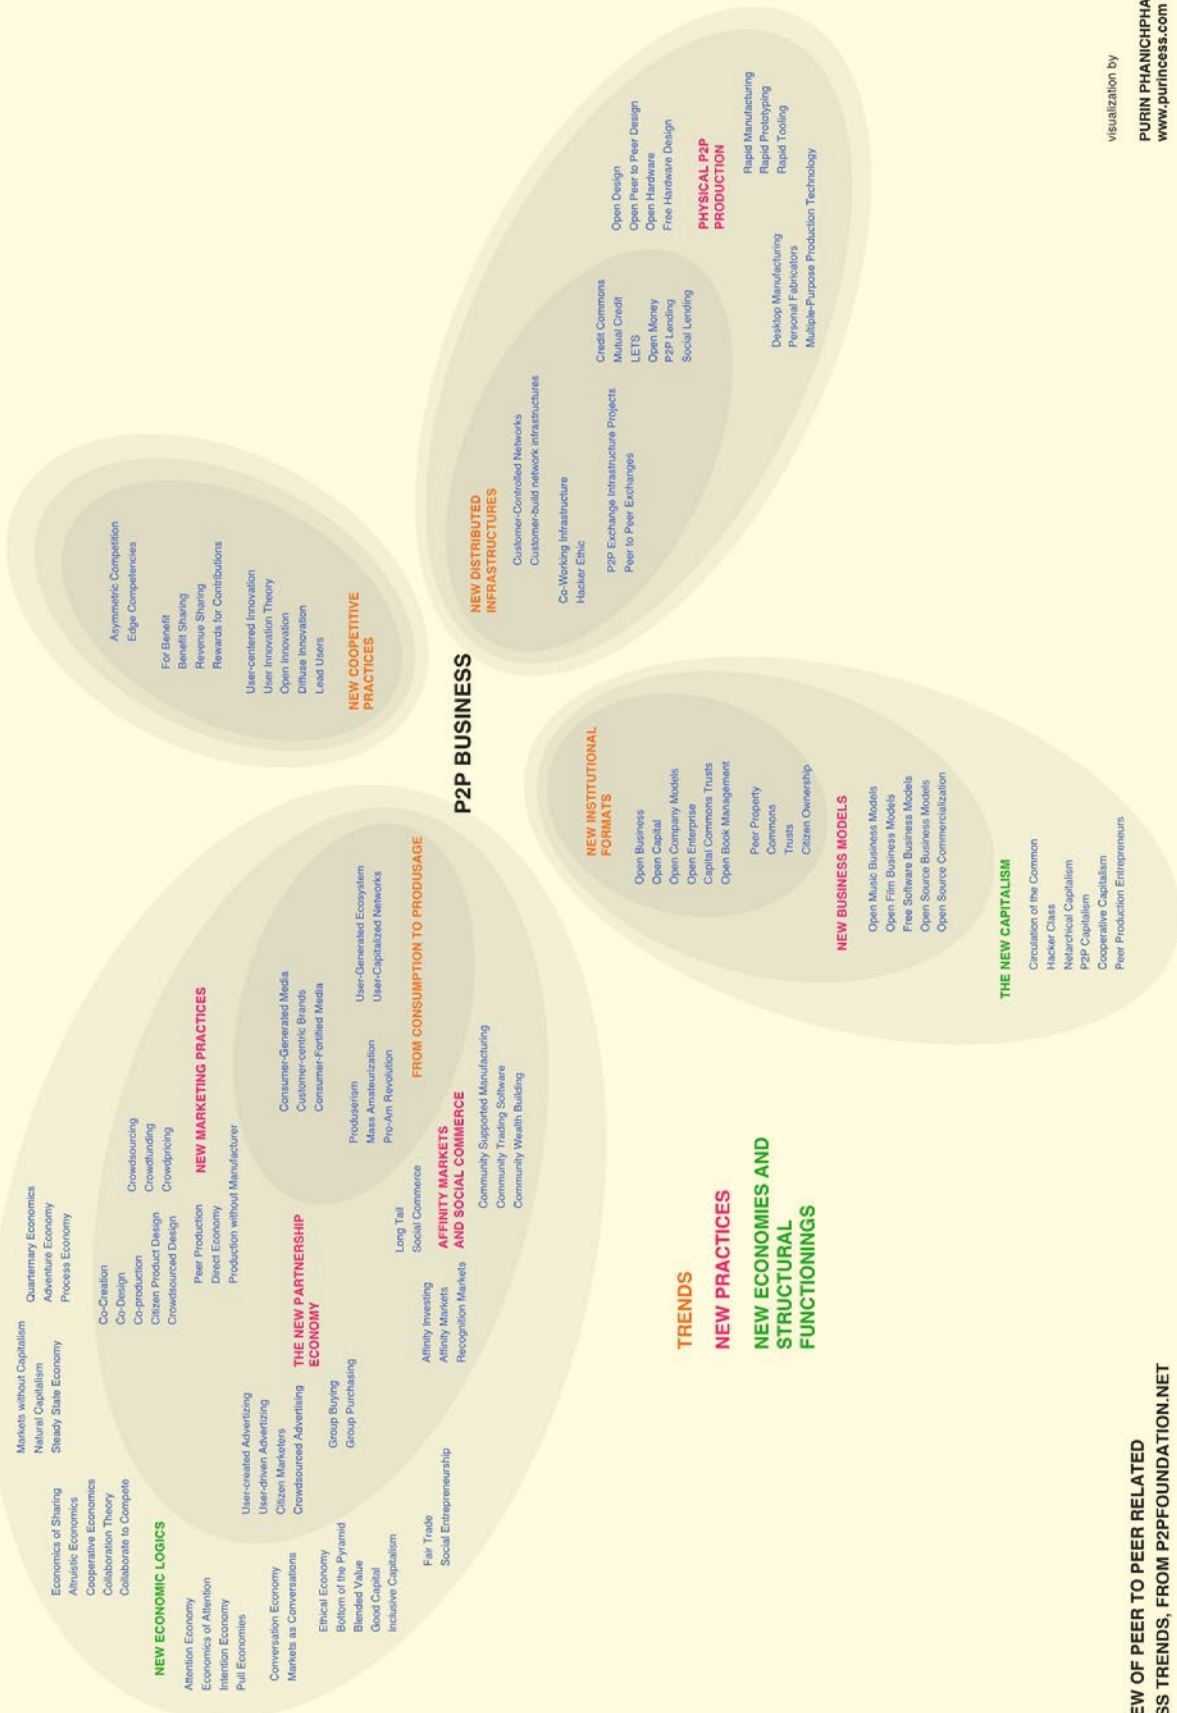 Markets without Capitalism
Natural Capitalism
Steady State Economy
Quarternary Economics
Adventure Economy
Process Economy
Economics of Sharing
Altruistic Economics
Cooperative Economics
Collaboration Theory
Collaborate to Compete
NEW ECONOMIC LOGICS
Attention Economy
Economics of Attention
Intention Economy
Pull Economies
Conversation Economy
Markets as Conversations
Ethical Economy
Bottom of the Pyramid
Blended Value
Good Capital
Inclusive Capitalism
Fair Trade
Social Entrepreneurship
Co-Creation
Co-Design
Co-production
Citizen Product Design
Crowdsourced Design
Crowdsourcing
Crowdfunding
Crowdpricing
NEW MARKETING PRACTICES
Peer Production
Direct Economy
Production without Manufacturer
User-created Advertizing
User-driven Advertizing
Citizen Marketers
Crowdsourced Advertising
THE NEW PARTNERSHIP
ECONOMY
Group Buying
Group Purchasing
Long Tail
Social Commerce
Affinity Investing
Affinity Markets
Recognition Markets
AFFINITY MARKETS
AND SOCIAL COMMERCE
Community Supported Manufacturing
Community Trading Software
Community Wealth Building
Consumer-Generated Media
Customer-centric Brands
Consumer-Fortified Media
Produserism
Mass Amateurization
Pro-Am Revolution
User-Generated Ecosystem
User-Capitalized Networks
FROM CONSUMPTION TO PRODUSAGE
P2P BUSINESS
Asymmetric Competition
Edge Competencies
For Benefit
Benefit Sharing
Revenue Sharing
Rewards for Contributions
User-centered Innovation
User Innovation Theory
Open Innovation
Diffuse Innovation
Lead Users
NEW COOPETITIVE
PRACTICES
NEW DISTRIBUTED
INFRASTRUCTURES
Customer-Controlled Networks
Customer-build network infrastructures
Co-Working Infrastructure
Hacker Ethic
P2P Exchange Infrastructure Projects
Peer to Peer Exchanges
Credit Commons
Mutual Credit
LETS
Open Money
P2P Lending
Social Lending
Open Design
Open Peer to Peer Design
Open Hardware
Free Hardware Design
PHYSICAL P2P
PRODUCTION
Rapid Manufacturing
Rapid Prototyping
Rapid Tooling
Desktop Manufacturing
Personal Fabricators
Multiple-Purpose Production Technology
NEW INSTITUTIONAL
FORMATS
Open Business
Open Capital
Open Company Models
Open Enterprise
Capital Commons Trusts
Open Book Management
Peer Property
Commons
Trusts
Citizen Ownership
NEW BUSINESS MODELS
Open Music Business Models
Open Film Business Models
Free Software Business Models
Open Source Business Models
Open Source Commercialization
THE NEW CAPITALISM
Circulation of the Common
Hacker Class
Netarchical Capitalism
P2P Capitalism
Cooperative Capitalism
Peer Production Entrepreneurs
TRENDS
NEW PRACTICES
NEW ECONOMIES AND
STRUCTURAL
FUNCTIONINGS
EW OF PEER TO PEER RELATED
SS TRENDS, FROM P2PFOUNDATION.NET
visualization by
PURIN PHANICHPHA
www.purincess.com